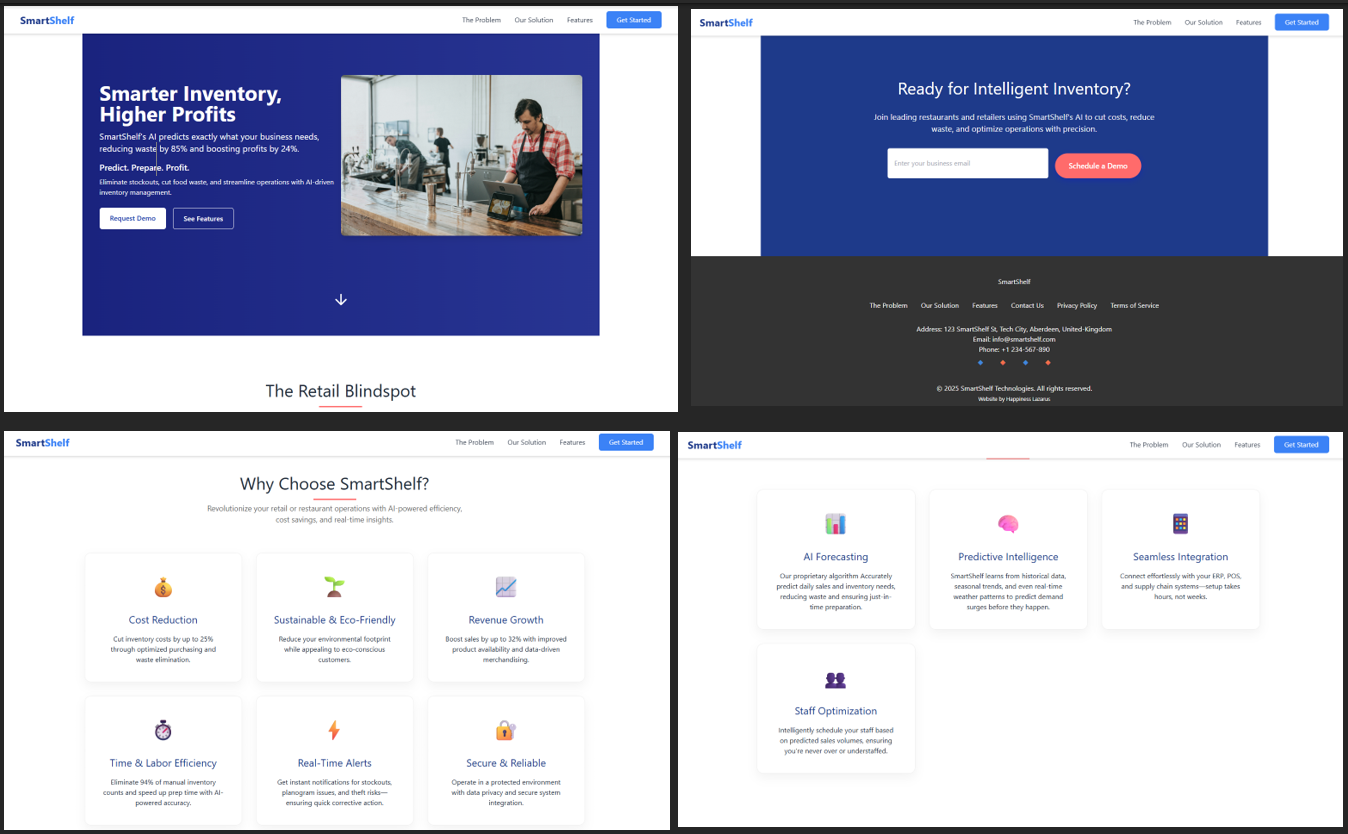 SmartShelf
The Problem Our Solution Features Get Started
Smarter Inventory,
Higher Profits
SmartShelf's AI predicts exactly what your business needs,
reducing waste by 85% and boosting profits by 24%.
Predict. Prepare. Profit.
Eliminate stockouts, cut food waste, and streamline operations with AI-driven
inventory management.
Request Demo See Features
The Retail Blindspot
SmartShelf
The Problem Our Solution Features Get Started
Ready for Intelligent Inventory?
Join leading restaurants and retailers using SmartShelf's AI to cut costs, reduce
waste, and optimize operations with precision.
Enter your business email Schedule a Demo
SmartShelf
The Problem Our Solution Features Contact Us Privacy Policy Terms of Service
Address: 123 SmartShelf St, Tech City, Aberdeen, United-Kingdom
Email: info@smartshelf.com
Phone: +1 234-567-890
© 2025 SmartShelf Technologies. All rights reserved.
Website by Happiness Lazarus
SmartShelf
The Problem Our Solution Features Get Started
Why Choose SmartShelf?
Revolutionize your retail or restaurant operations with AI-powered efficiency,
cost savings, and real-time insights.
Cost Reduction
Cut inventory costs by up to 25%
through optimized purchasing and
waste elimination.
Sustainable & Eco-Friendly
Reduce your environmental footprint
while appealing to eco-conscious
customers.
Revenue Growth
Boost sales by up to 32% with improved
product availability and data-driven
merchandising.
Time & Labor Efficiency
Eliminate 94% of manual inventory
counts and speed up prep time with AI-
powered accuracy.
Real-Time Alerts
Get instant notifications for stockouts,
planogram issues, and theft risks—
ensuring quick corrective action.
Secure & Reliable
Operate in a protected environment
with data privacy and secure system
integration.
SmartShelf
The Problem Our Solution Features Get Started
AI Forecasting
Our proprietary algorithm Accurately
predict daily sales and inventory needs,
reducing waste and ensuring just-in-
time preparation.
Predictive Intelligence
SmartShelf learns from historical data,
seasonal trends, and even real-time
weather patterns to predict demand
surges before they happen.
Seamless Integration
Connect effortlessly with your ERP, POS,
and supply chain systems—setup takes
hours, not weeks.
Staff Optimization
Intelligently schedule your staff based
on predicted sales volumes, ensuring
you're never over or understaffed.